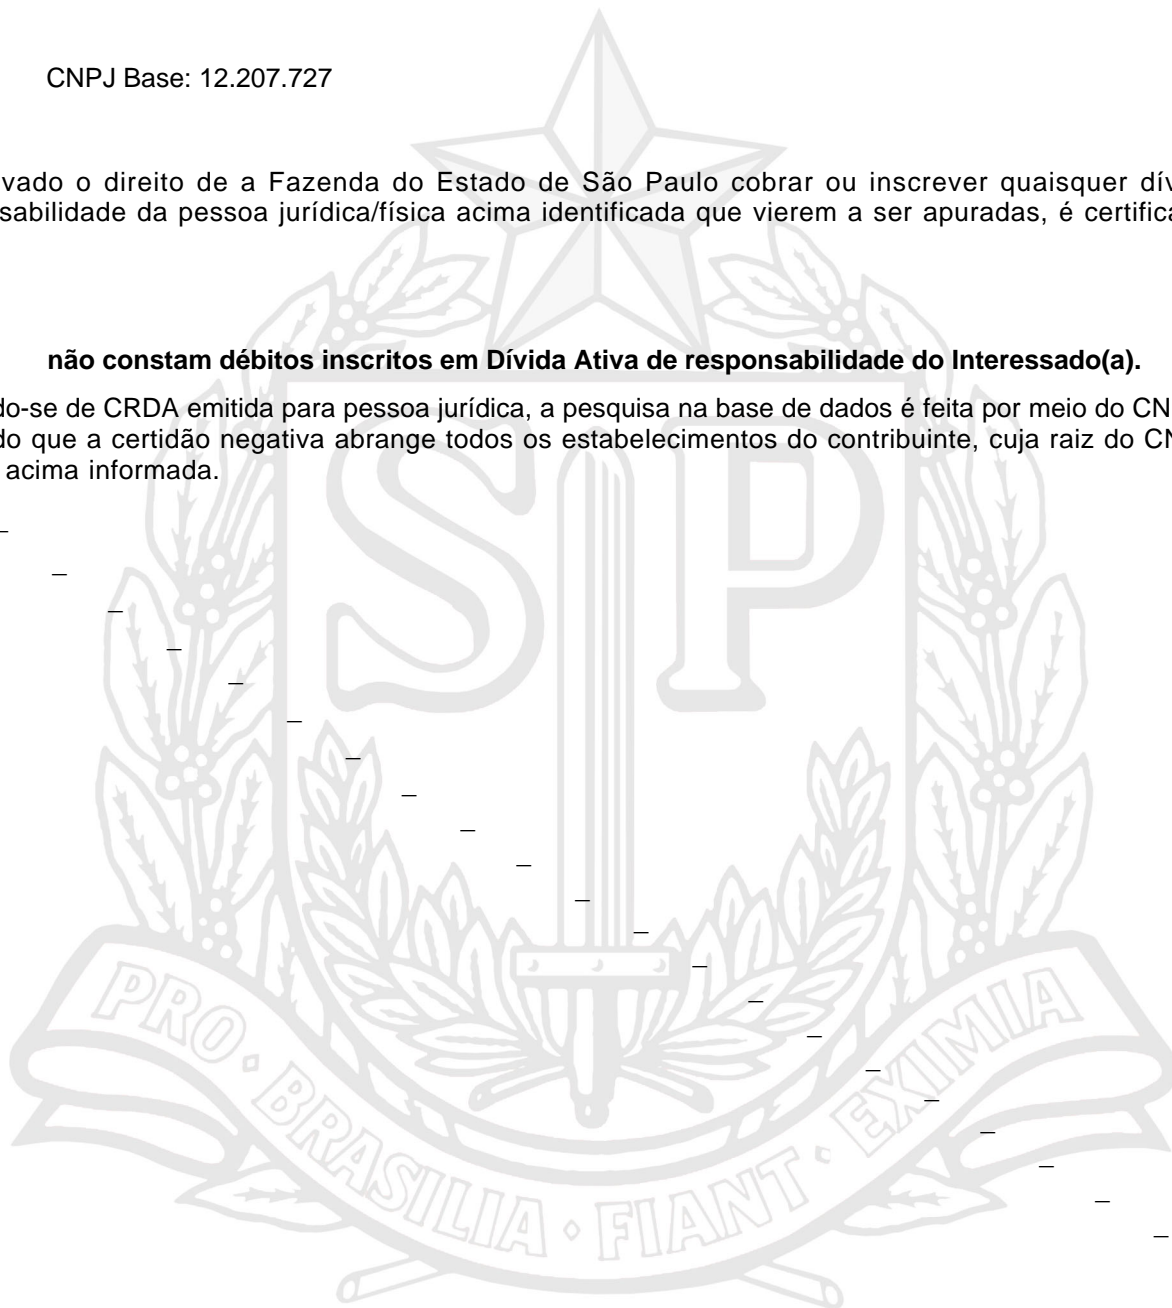 CNPJ Base: 12.207.727
vado o direito de a Fazenda do Estado de São Paulo cobrar ou inscrever quaisquer dív
sabilidade da pessoa jurídica/física acima identificada que vierem a ser apuradas, é certifica
não constam débitos inscritos em Dívida Ativa de responsabilidade do Interessado(a).
do-se de CRDA emitida para pessoa jurídica, a pesquisa na base de dados é feita por meio do CN
do que a certidão negativa abrange todos os estabelecimentos do contribuinte, cuja raiz do CN
acima informada.
SP
PRO · BRASILIA · FIANT · EXIMIA